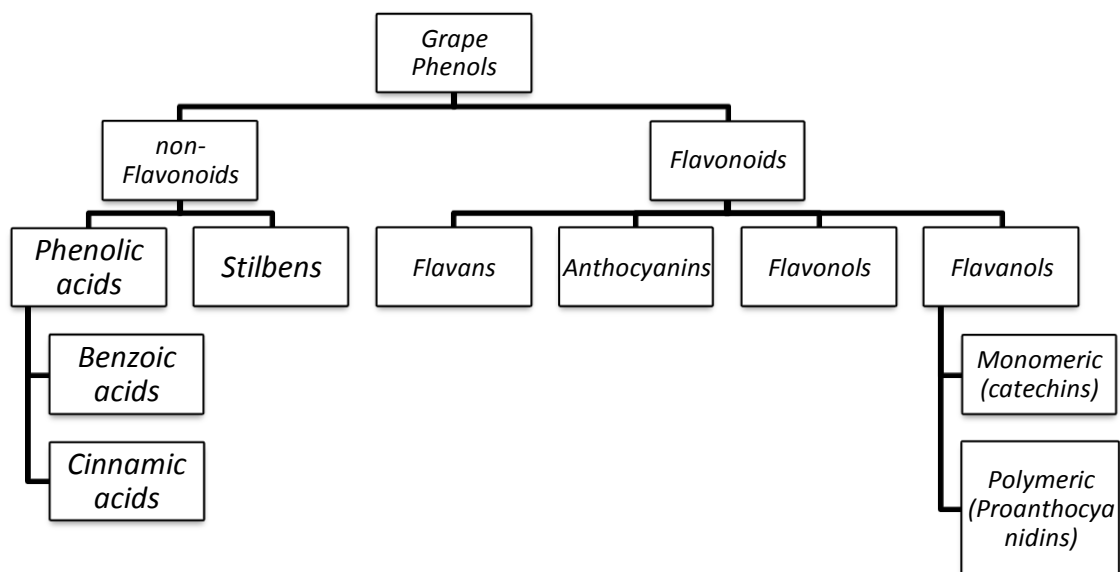 Grape
Phenols
non-
Flavonoids
Flavonoids
Phenolic
acids
Stilbens
Flavans
Anthocyanins
Flavonols
Flavanols
Benzoic
acids
Cinnamic
acids
Monomeric
(catechins)
Polymeric
(Proanthocya
nidins)